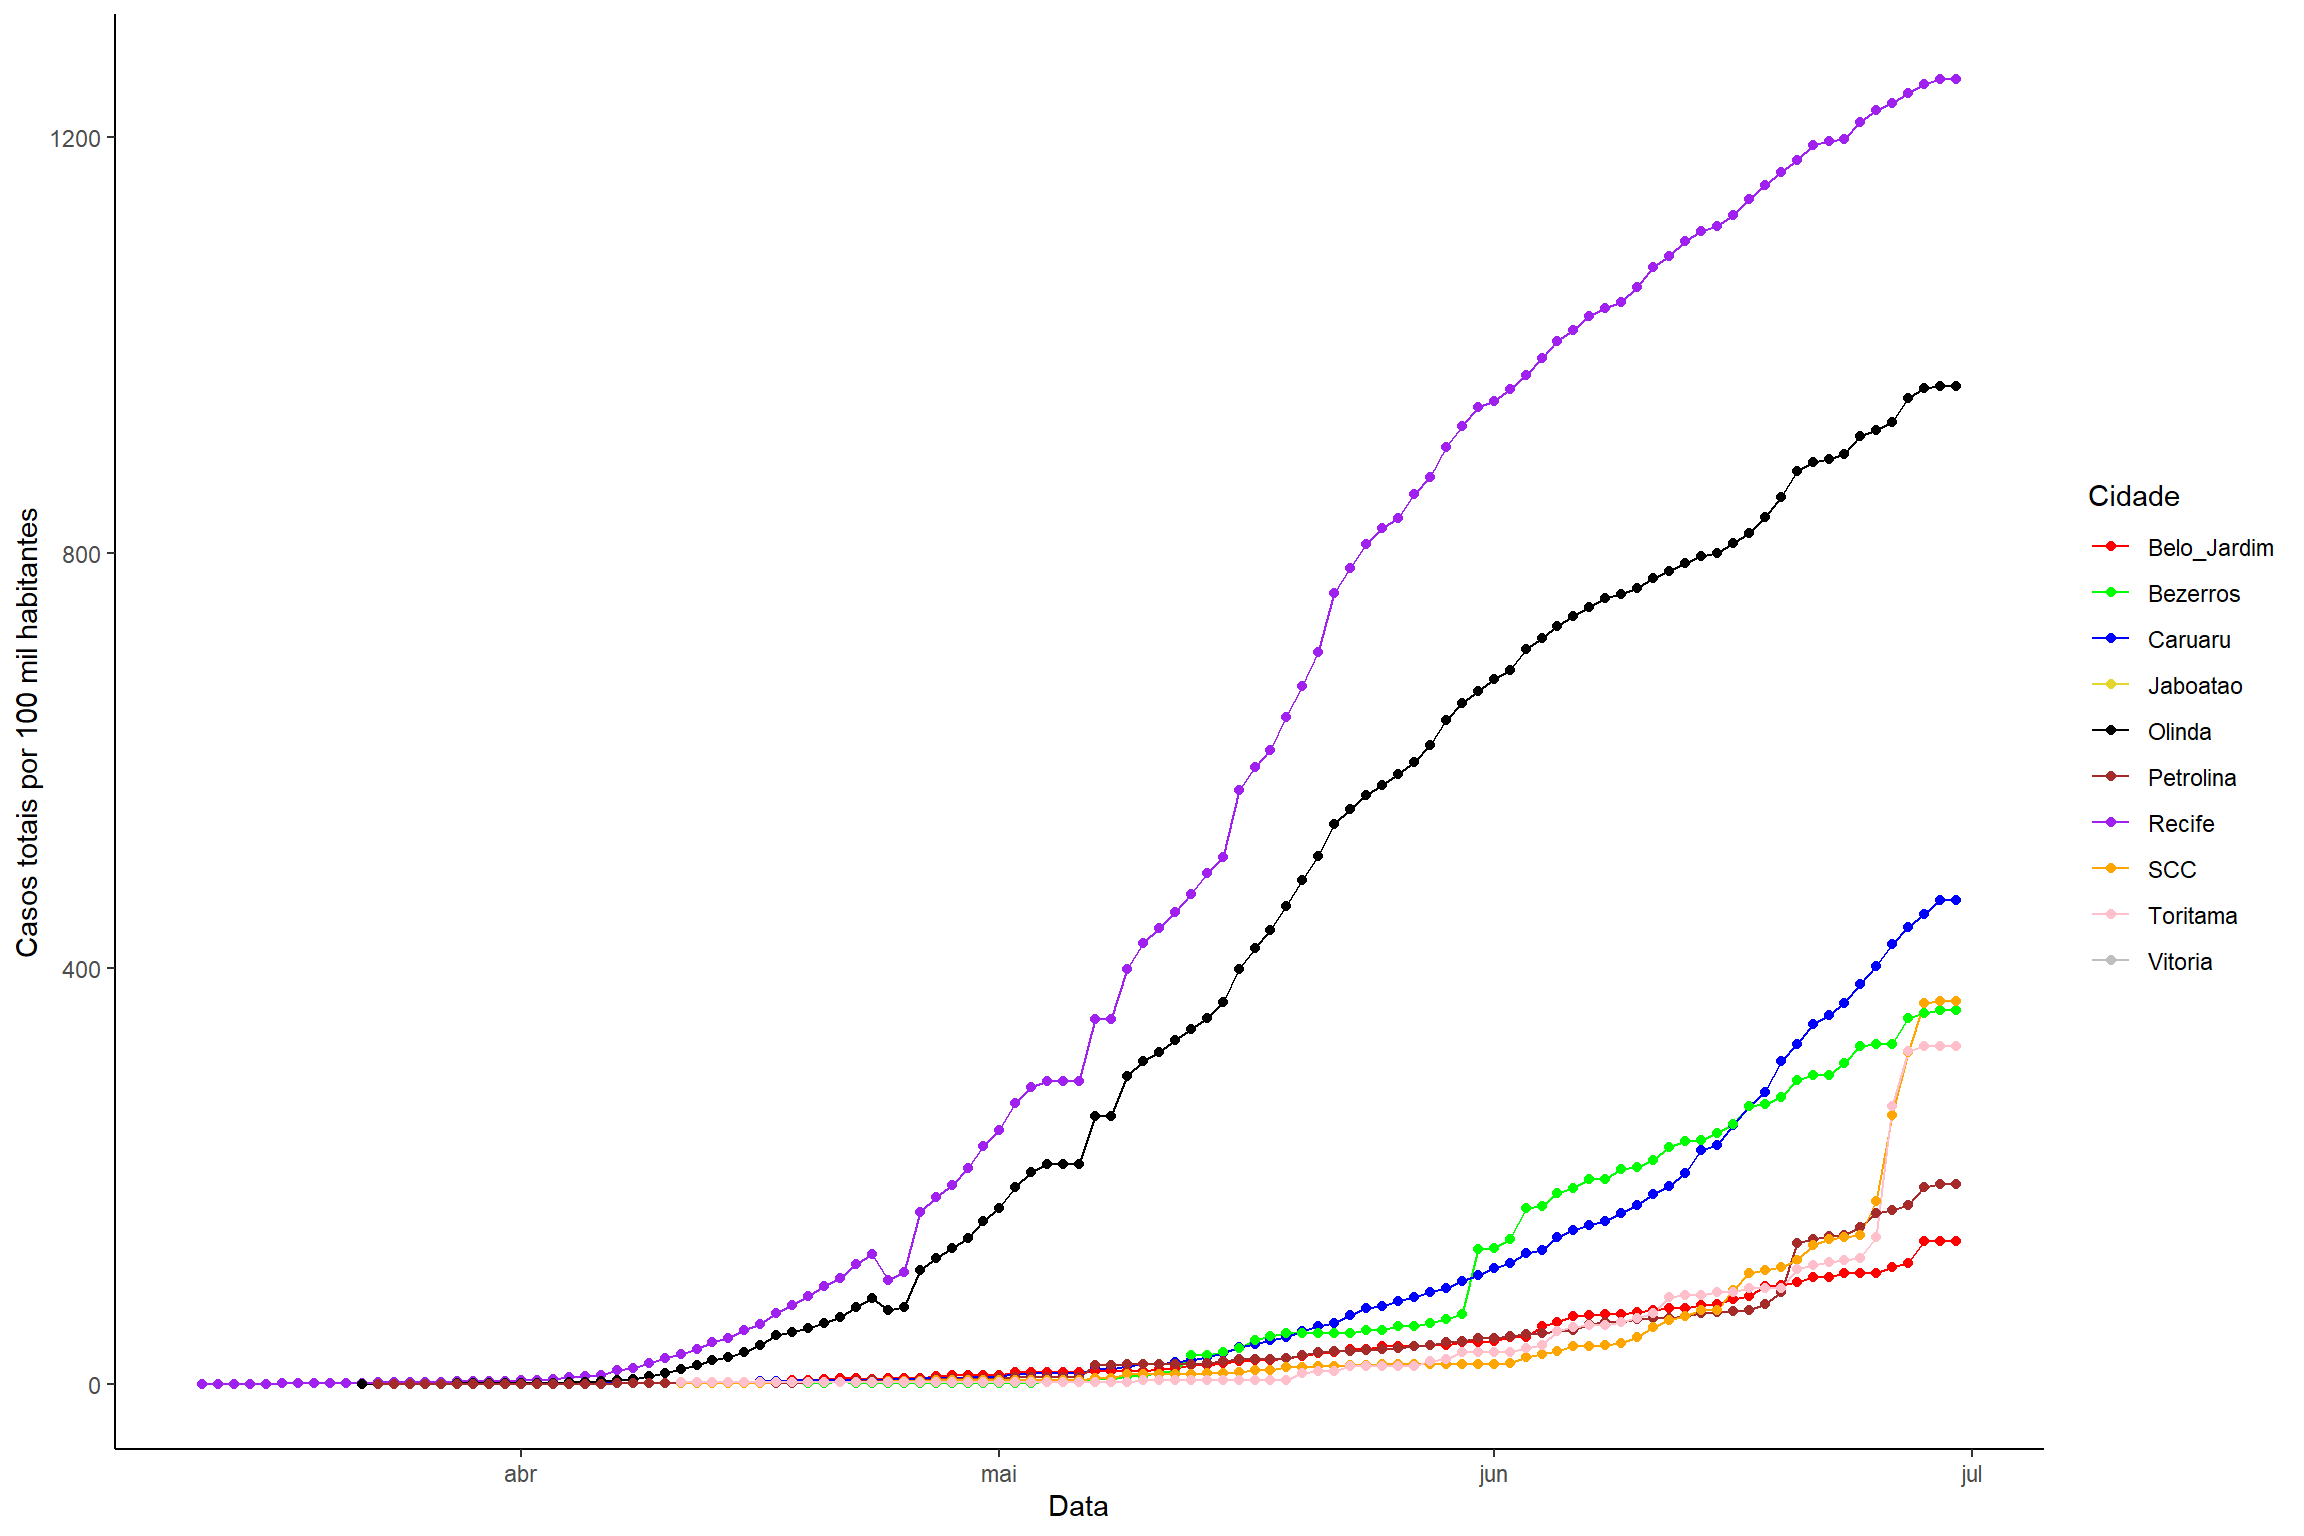 1200
800
400
0
Casos totais por 100 mil habitantes
abr
mai
jun
jul
Data
Cidade
Belo_Jardim
Bezerros
Caruaru
Jaboatao
Olinda
Petrolina
Recife
SCC
Toritama
Vitoria